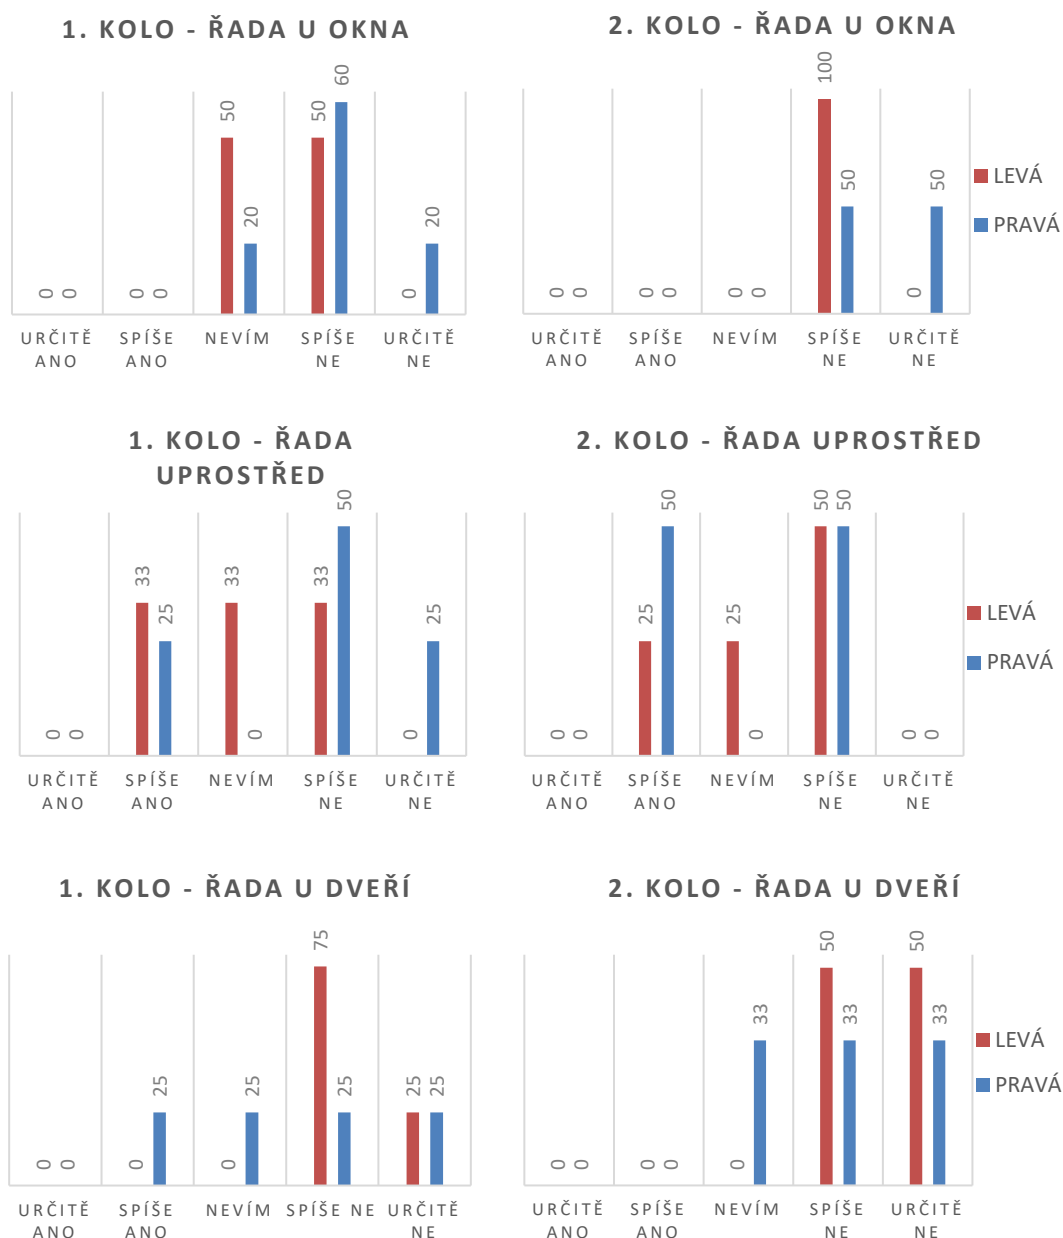 1. KOLO - ŘADA U OKNA
50
50
60
20
20
0
0
0
0
0
URČITĚ ANO
SPÍŠE ANO
NEVÍM
SPÍŠE NE
URČITĚ NE
2. KOLO - ŘADA U OKNA
100
50
50
0
0
0
0
0
0
0
URČITĚ ANO
SPÍŠE ANO
NEVÍM
SPÍŠE NE
URČITĚ NE
LEVÁ
PRAVÁ
1. KOLO - ŘADA
UPROSTŘED
0
0
33
25
33
0
33
50
0
25
URČITĚ ANO
SPÍŠE ANO
NEVÍM
SPÍŠE NE
URČITĚ NE
2. KOLO - ŘADA UPROSTŘED
0
0
25
50
25
0
50
50
0
0
URČITĚ ANO
SPÍŠE ANO
NEVÍM
SPÍŠE NE
URČITĚ NE
LEVÁ
PRAVÁ
1. KOLO - ŘADA U DVEŘÍ
0
0
0
25
0
25
75
25
25
25
URČITĚ ANO
SPÍŠE ANO
NEVÍM
SPÍŠE NE
URČITĚ NE
2. KOLO - ŘADA U DVEŘÍ
0
0
0
0
0
33
50
33
50
33
URČITĚ ANO
SPÍŠE ANO
NEVÍM
SPÍŠE NE
URČITĚ NE
LEVÁ
PRAVÁ